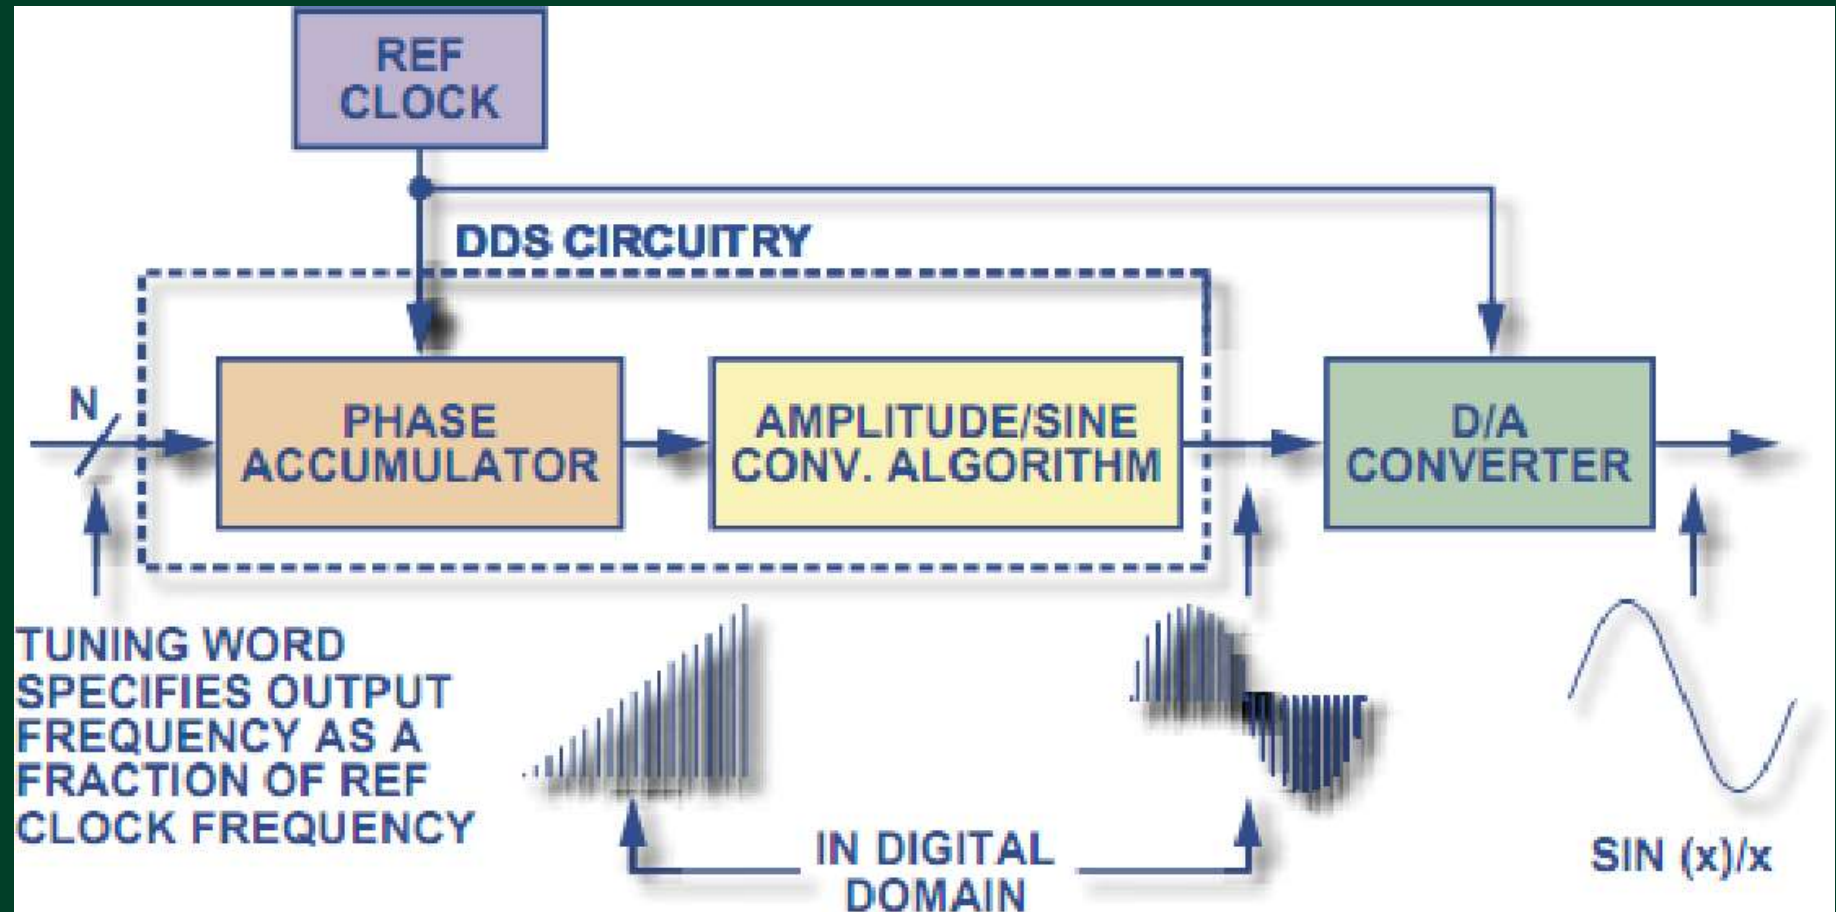 REF
CLOCK
DDS CIRCUITRY
N
PHASE
ACCUMULATOR
AMPLITUDE/SINE
CONV. ALGORITHM
D/A
CONVERTER
TUNING WORD
SPECIFIES OUTPUT
FREQUENCY AS A
FRACTION OF REF
CLOCK FREQUENCY
IN DIGITAL
DOMAIN
SIN (x)/x